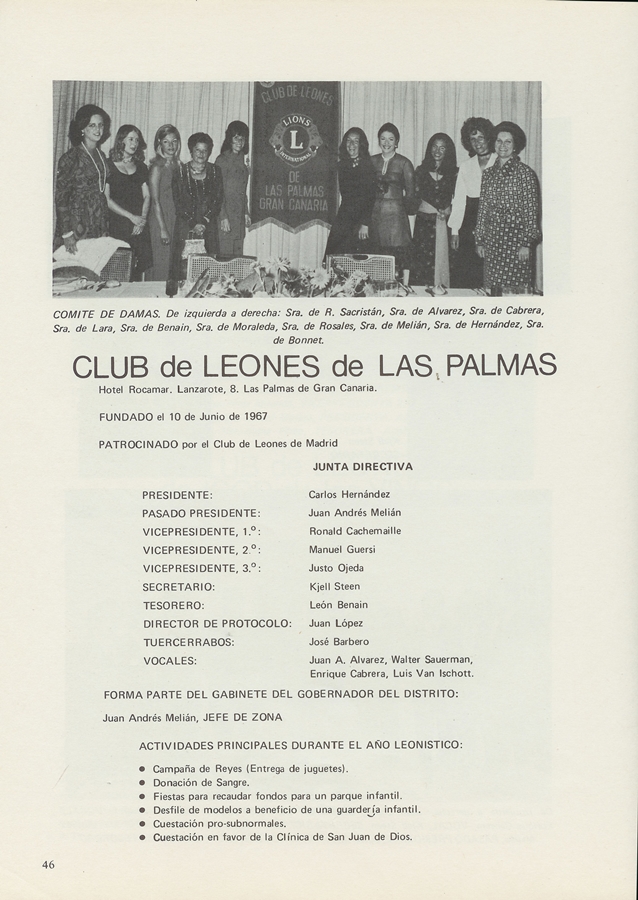 CLUB DE LEONES
LIONS
L
INTERNATIONAL
DE
LAS PALMAS
GRAN CANARIA
COMITE DE DAMAS. De izquierda a derecha: Sra. de R. Sacristán, Sra. de Alvarez, Sra. de Cabrera,
Sra. de Lara, Sra. de Benain, Sra. de Moraleda, Sra. de Rosales, Sra. de Melián, Sra. de Hernández, Sra.
de Bonnet.
CLUB de LEONES de LAS PALMAS
Hotel Rocamar. Lanzarote, 8. Las Palmas de Gran Canaria.
FUNDADO el 10 de Junio de 1967
PATROCINADO por el Club de Leones de Madrid
JUNTA DIRECTIVA
PRESIDENTE: Carlos Hernández
PASADO PRESIDENTE: Juan Andrés Melián
VICEPRESIDENTE, 1.º: Ronald Cachemaille
VICEPRESIDENTE, 2.º: Manuel Guersi
VICEPRESIDENTE, 3.º: Justo Ojeda
SECRETARIO: Kjell Steen
TESORERO: León Benain
DIRECTOR DE PROTOCOLO: Juan López
TUERCERRABOS: José Barbero
VOCALES: Juan A. Alvarez, Walter Sauerman,
Enrique Cabrera, Luis Van Ischott.
FORMA PARTE DEL GABINETE DEL GOBERNADOR DEL DISTRITO:
Juan Andrés Melián, JEFE DE ZONA
ACTIVIDADES PRINCIPALES DURANTE EL AÑO LEONISTICO:
● Campaña de Reyes (Entrega de juguetes).
● Donación de Sangre.
● Fiestas para recaudar fondos para un parque infantil.
● Desfile de modelos a beneficio de una guardería infantil.
● Cuestación pro-subnormales.
● Cuestación en favor de la Clínica de San Juan de Dios.
46